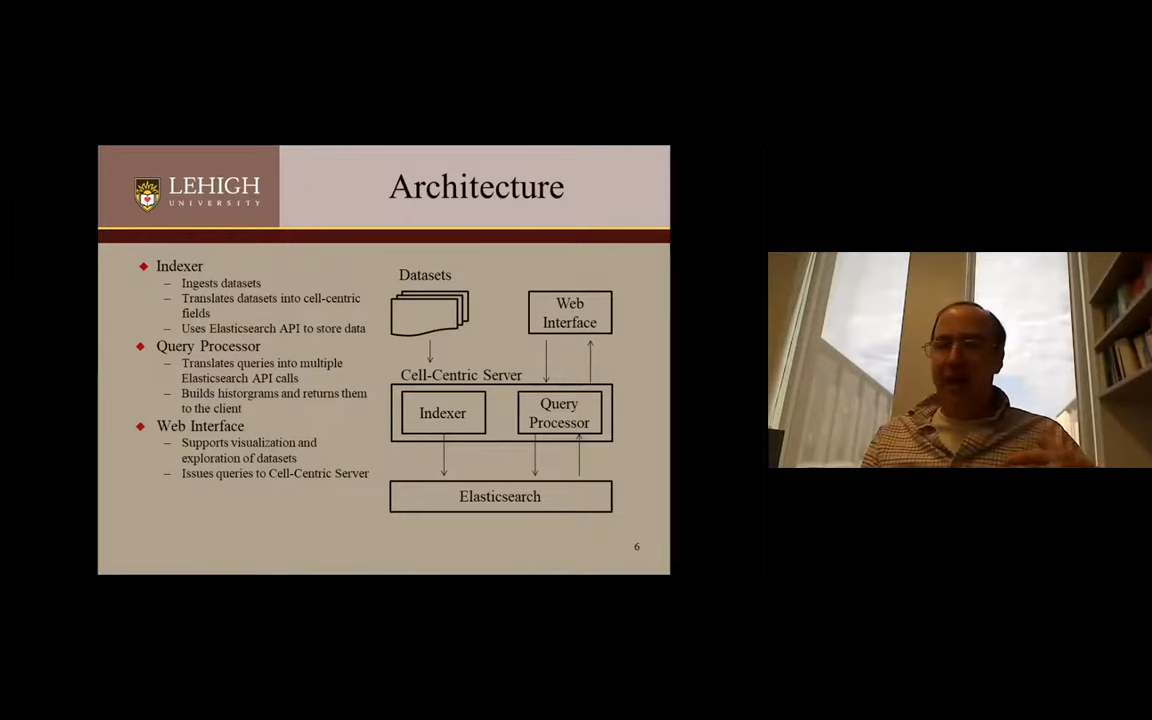 LEHIGH
UNIVERSITY
Architecture
Indexer
– Ingests datasets
– Translates datasets into cell-centric
fields
– Uses Elasticsearch API to store data
Query Processor
– Translates queries into multiple
Elasticsearch API calls
– Builds historgrams and returns them
to the client
Web Interface
– Supports visualization and
exploration of datasets
– Issues queries to Cell-Centric Server
Datasets
Web
Interface
Cell-Centric Server
Indexer
Query
Processor
Elasticsearch
6